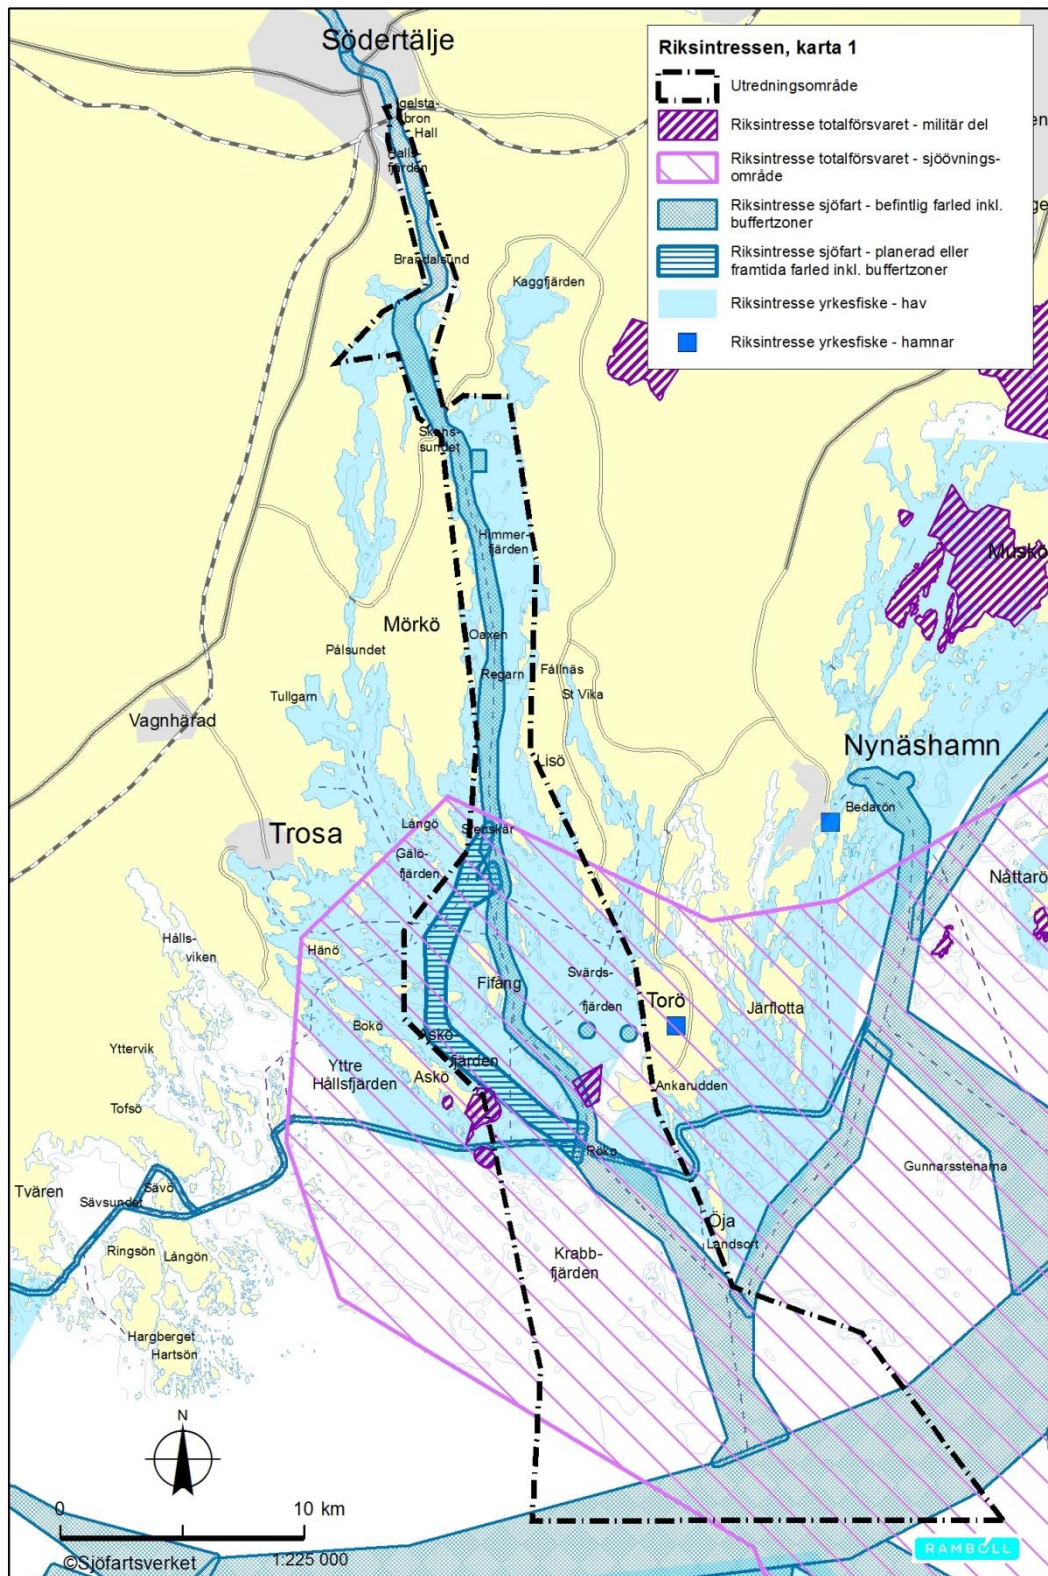 Södertälje
Riksintressen, karta 1
Utredningsområde
Riksintresse totalförsvaret - militär del
Riksintresse totalförsvaret - sjöövnings-
område
Riksintresse sjöfart - befintlig farled inkl.
buffertzoner
Riksintresse sjöfart - planerad eller
framtida farled inkl. buffertzoner
Riksintresse yrkesfiske - hav
Riksintresse yrkesfiske - hamnar
gelsta-
bron
Hall
Halls-
fjärden
Brandalsund
Kaggfjärden
Skans-
sundet
Himmer-
fjärden
Muskö
Mörkö
Oaxen
Pålsundet
Regarn
Fållnäs
St Vika
Tullgarn
Vagnhärad
Nynäshamn
Lisö
Bedarön
Trosa
Långö
Stenskär
Gälö-
fjärden
Nåttarö
Hålls-
viken
Hånö
Fifång
Svärds-
fjärden
Torö
Järflotta
Bokö
Askö-
fjärden
Yttervik
Yttre
Hållsfjärden
Askö
Ankarudden
Tofsö
Röko
Gunnarsstenarna
Tvären
Sävö
Sävsundet
Öja
Landsort
Ringsön
Långön
Krabb-
fjärden
Hargberget
Hartsön
N
0
10 km
©Sjöfartsverket
1:225 000
RAMBOLL